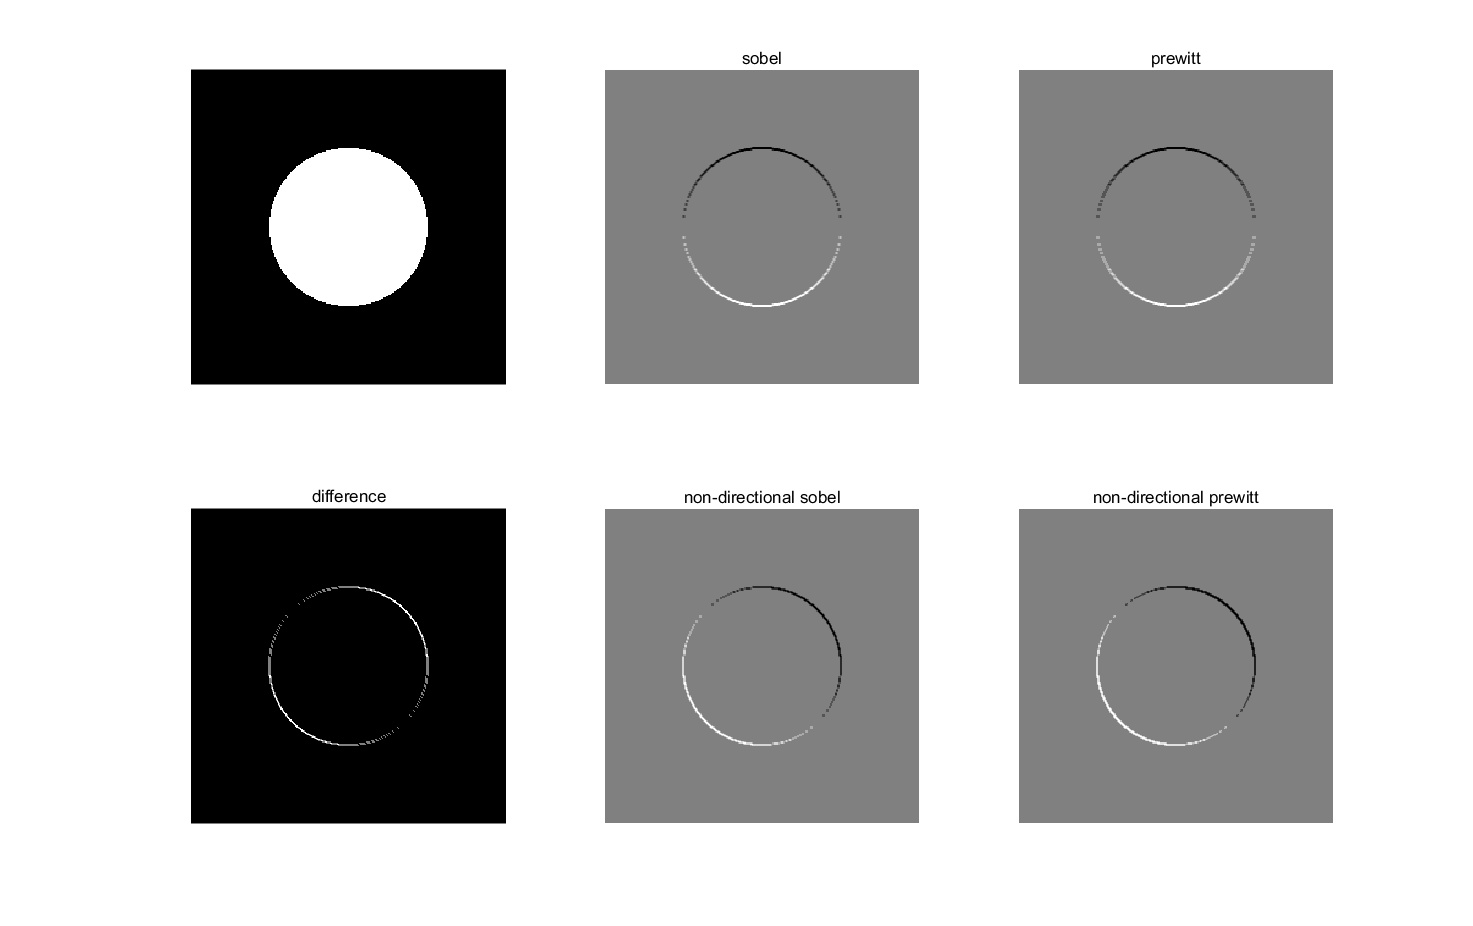 sobel
prewitt
difference
non-directional sobel
non-directional prewitt